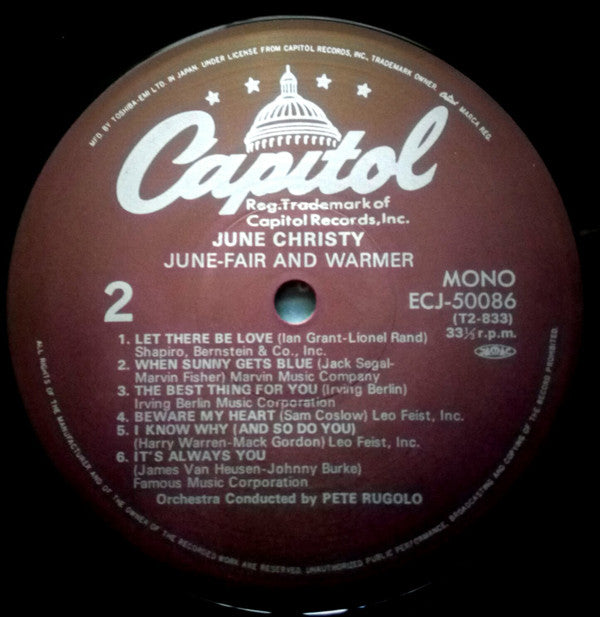 MFD. BY TOSHIBA-EMI LTD. IN JAPAN. UNDER LICENSE FROM CAPITOL RECORDS, INC., TRADEMARK OWNER. Capitol MARCA REG.
Capitol
Reg. Trademark of
Capitol Records, Inc.
JUNE CHRISTY
JUNE-FAIR AND WARMER
2
MONO
ECJ-50086
(T2-833)
33⅓ r.p.m.
1. LET THERE BE LOVE (Ian Grant-Lionel Rand)
Shapiro, Bernstein & Co., Inc.
2. WHEN SUNNY GETS BLUE (Jack Segal-
Marvin Fisher) Marvin Music Company
3. THE BEST THING FOR YOU (Irving Berlin)
Irving Berlin Music Corporation
4. BEWARE MY HEART (Sam Coslow) Leo Feist, Inc.
5. I KNOW WHY (AND SO DO YOU)
(Harry Warren-Mack Gordon) Leo Feist, Inc.
6. IT'S ALWAYS YOU
(James Van Heusen-Johnny Burke)
Famous Music Corporation
Orchestra Conducted by PETE RUGOLO
ALL RIGHTS OF THE MANUFACTURER AND OF THE OWNER OF THE RECORDED WORK ARE RESERVED. UNAUTHORIZED PUBLIC PERFORMANCE, BROADCASTING AND COPYING OF THE RECORD PROHIBITED.